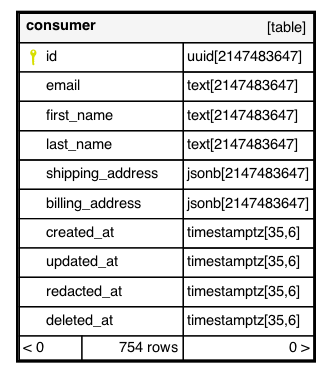 consumer [table]
id uuid[2147483647]
email text[2147483647]
first_name text[2147483647]
last_name text[2147483647]
shipping_address jsonb[2147483647]
billing_address jsonb[2147483647]
created_at timestamptz[35,6]
updated_at timestamptz[35,6]
redacted_at timestamptz[35,6]
deleted_at timestamptz[35,6]
< 0 754 rows 0 >